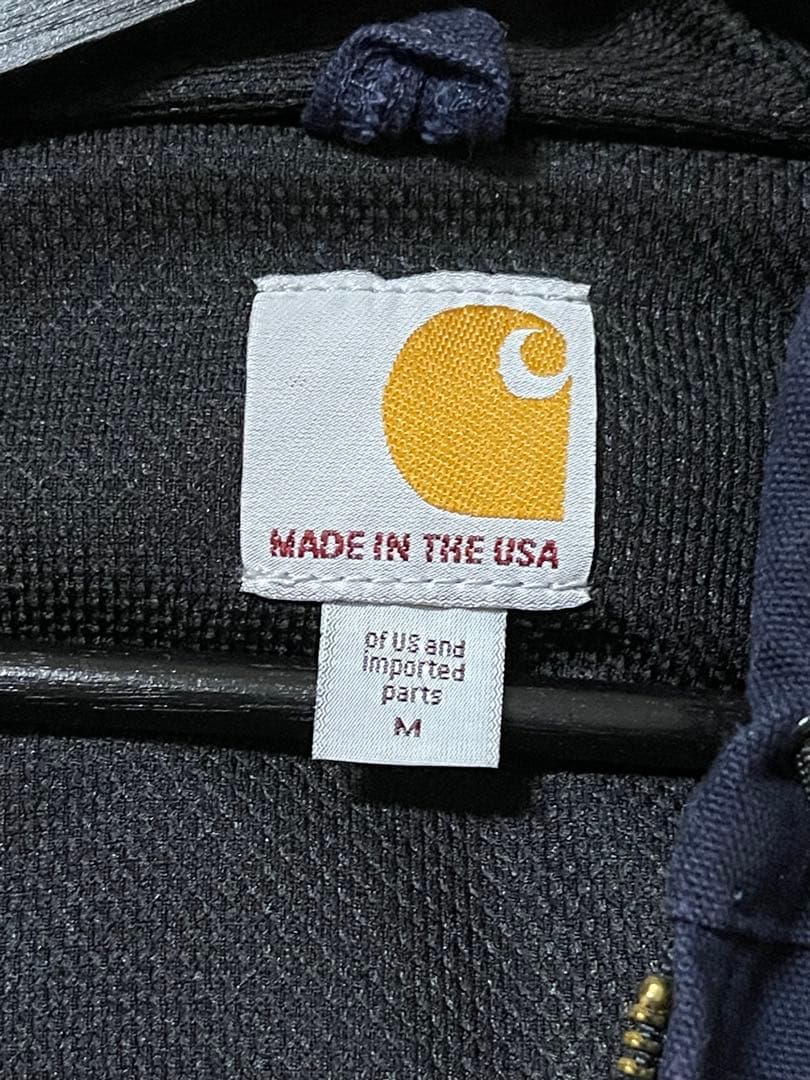 MADE IN THE USA
of US and
imported
parts
M